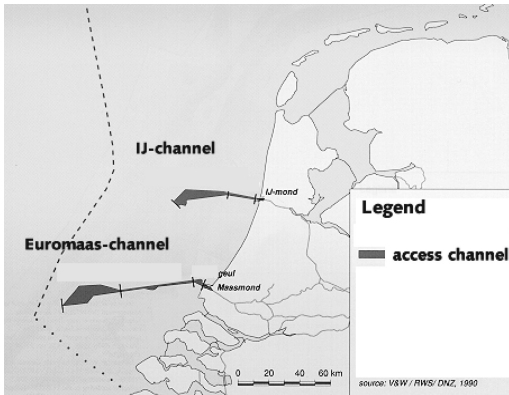 IJ-channel
IJ-mond
Legend
Euromaas-channel
access channel
geul
Maasmond
0 20 40 60 km
source: V&W / RWS/ DNZ, 1990